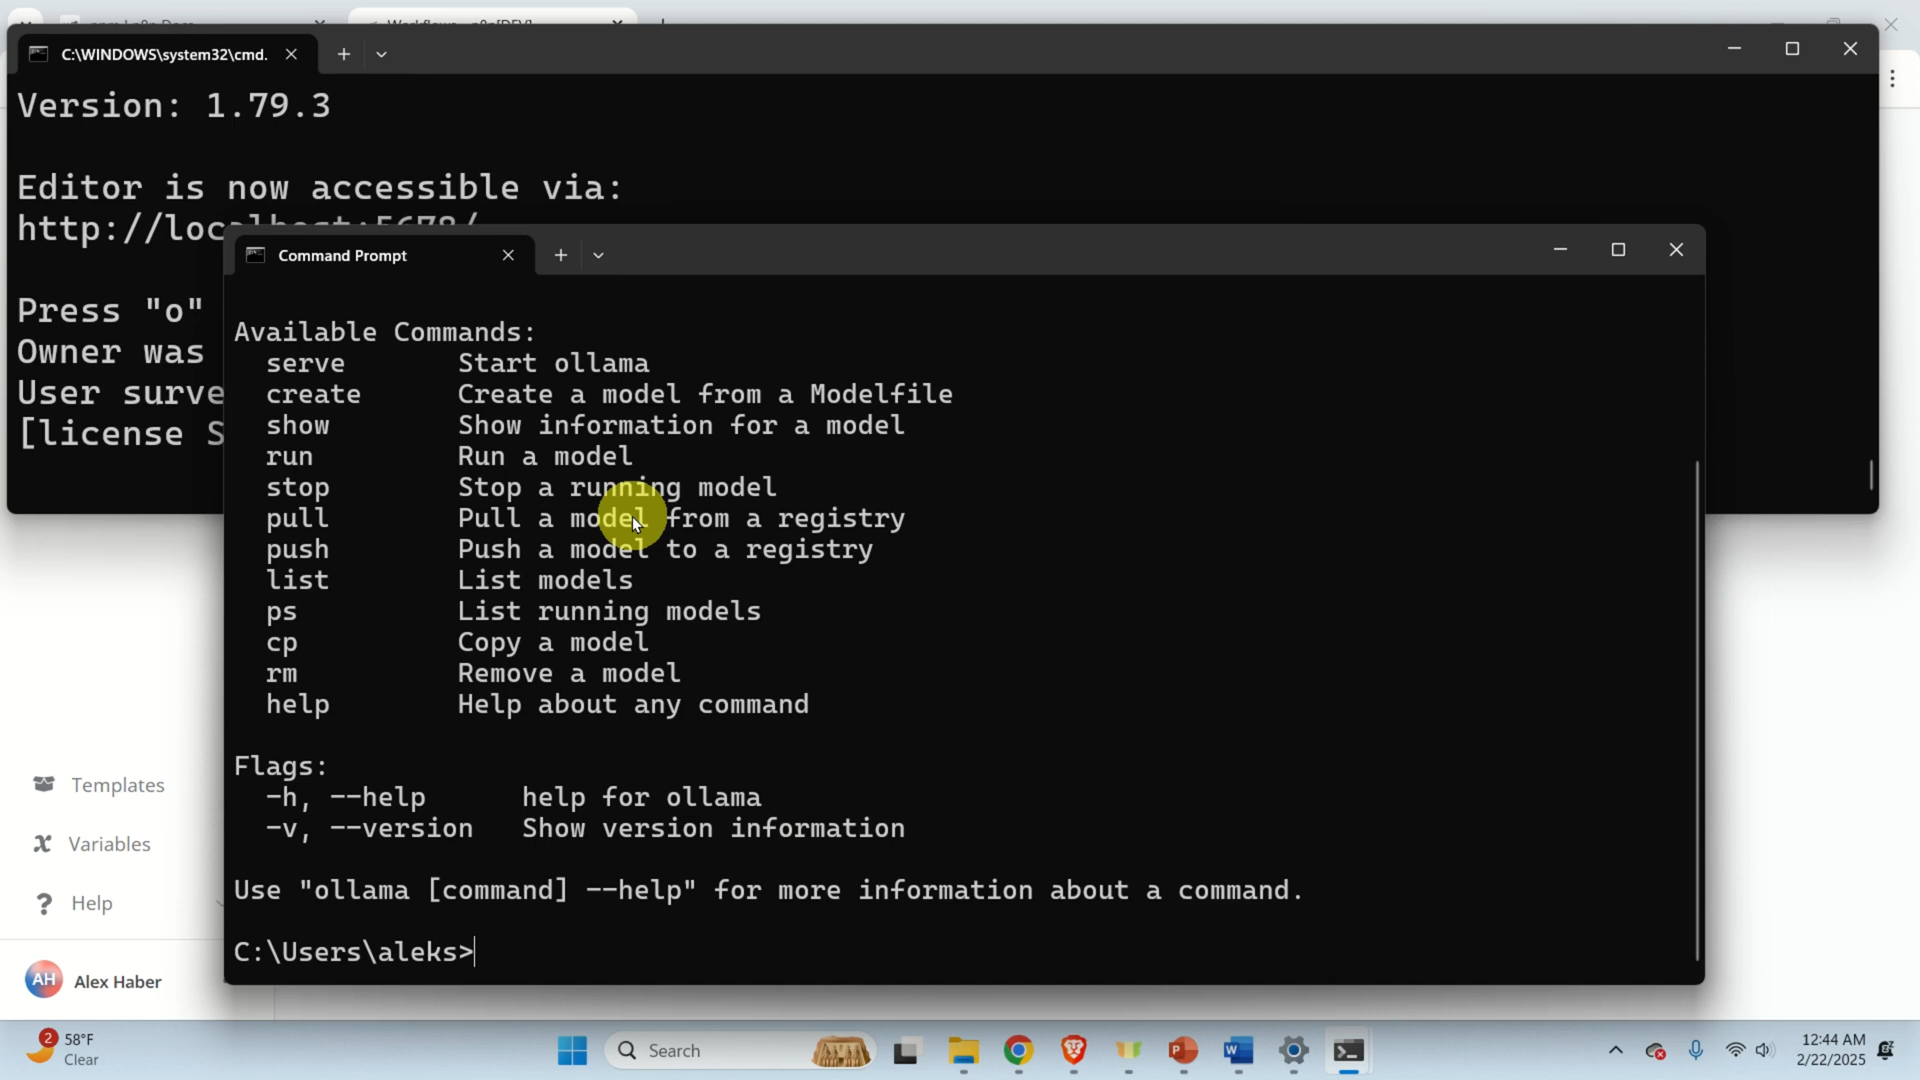 C:\WINDOWS\system32\cmd.
Version: 1.79.3
Editor is now accessible via:
http://localhost:5678/
Press "o"
Owner was
User surve
[license S
Command Prompt
Available Commands:
serve Start ollama
create Create a model from a Modelfile
show Show information for a model
run Run a model
stop Stop a running model
pull Pull a model from a registry
push Push a model to a registry
list List models
ps List running models
cp Copy a model
rm Remove a model
help Help about any command
Flags:
-h, --help help for ollama
-v, --version Show version information
Use "ollama [command] --help" for more information about a command.
C:\Users\aleks>
Templates
Variables
Help
AH Alex Haber
2
58°F
Clear
Search
12:44 AM
2/22/2025